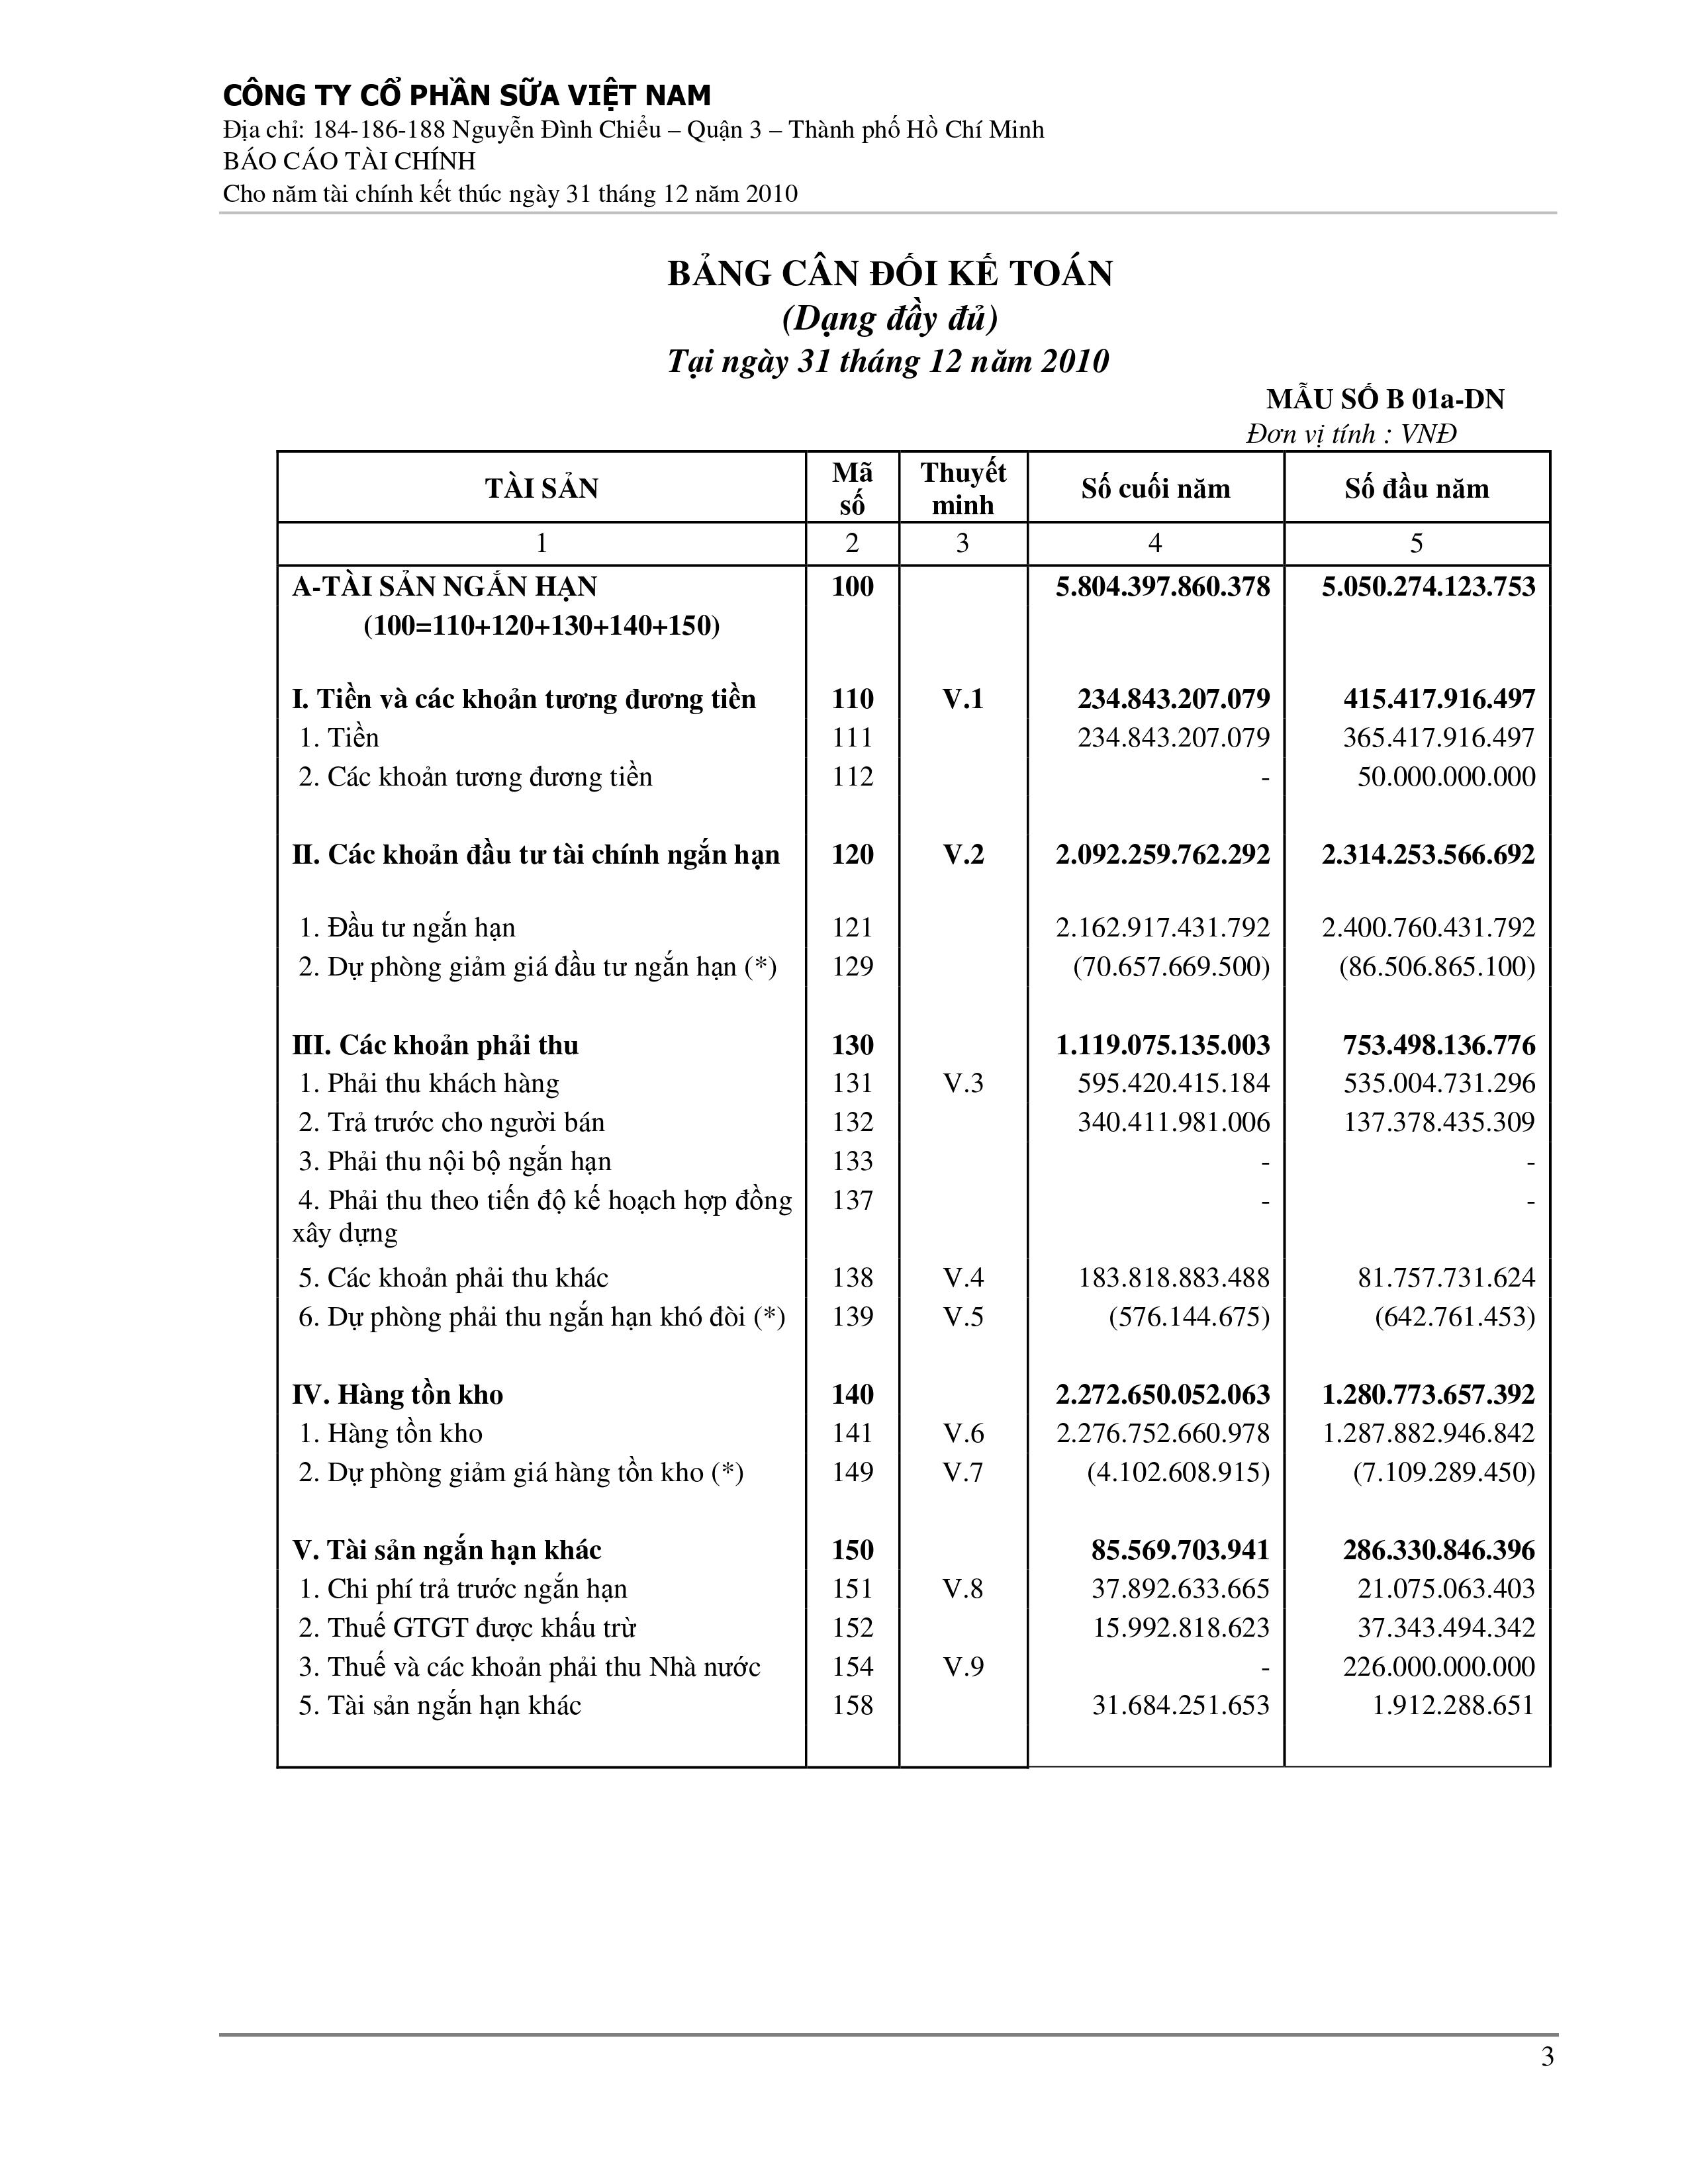 CÔNG TY CỔ PHẦN SỮA VIỆT NAM
Địa chỉ: 184-186-188 Nguyễn Đình Chiểu – Quận 3 – Thành phố Hồ Chí Minh
BÁO CÁO TÀI CHÍNH
Cho năm tài chính kết thúc ngày 31 tháng 12 năm 2010
BẢNG CÂN ĐỐI KẾ TOÁN
(Dạng đầy đủ)
Tại ngày 31 tháng 12 năm 2010
MẪU SỐ B 01a-DN
Đơn vị tính : VNĐ
TÀI SẢN Mã số Thuyết minh Số cuối năm Số đầu năm
1 2 3 4 5
A-TÀI SẢN NGẮN HẠN 100 5.804.397.860.378 5.050.274.123.753
(100=110+120+130+140+150)
I. Tiền và các khoản tương đương tiền 110 V.1 234.843.207.079 415.417.916.497
1. Tiền 111 234.843.207.079 365.417.916.497
2. Các khoản tương đương tiền 112 - 50.000.000.000
II. Các khoản đầu tư tài chính ngắn hạn 120 V.2 2.092.259.762.292 2.314.253.566.692
1. Đầu tư ngắn hạn 121 2.162.917.431.792 2.400.760.431.792
2. Dự phòng giảm giá đầu tư ngắn hạn (*) 129 (70.657.669.500) (86.506.865.100)
III. Các khoản phải thu 130 1.119.075.135.003 753.498.136.776
1. Phải thu khách hàng 131 V.3 595.420.415.184 535.004.731.296
2. Trả trước cho người bán 132 340.411.981.006 137.378.435.309
3. Phải thu nội bộ ngắn hạn 133 - -
4. Phải thu theo tiến độ kế hoạch hợp đồng 137 - -
xây dựng
5. Các khoản phải thu khác 138 V.4 183.818.883.488 81.757.731.624
6. Dự phòng phải thu ngắn hạn khó đòi (*) 139 V.5 (576.144.675) (642.761.453)
IV. Hàng tồn kho 140 2.272.650.052.063 1.280.773.657.392
1. Hàng tồn kho 141 V.6 2.276.752.660.978 1.287.882.946.842
2. Dự phòng giảm giá hàng tồn kho (*) 149 V.7 (4.102.608.915) (7.109.289.450)
V. Tài sản ngắn hạn khác 150 85.569.703.941 286.330.846.396
1. Chi phí trả trước ngắn hạn 151 V.8 37.892.633.665 21.075.063.403
2. Thuế GTGT được khấu trừ 152 15.992.818.623 37.343.494.342
3. Thuế và các khoản phải thu Nhà nước 154 V.9 - 226.000.000.000
5. Tài sản ngắn hạn khác 158 31.684.251.653 1.912.288.651
3